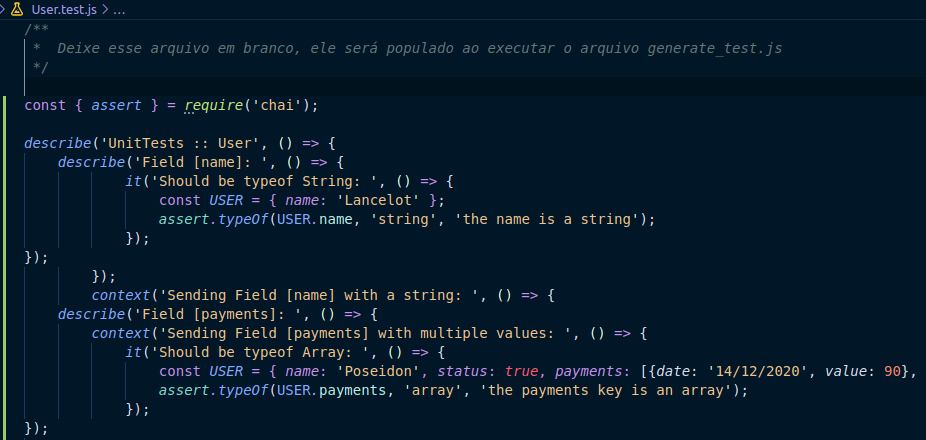 User.test.js > ...
/**
 *  Deixe esse arquivo em branco, ele será populado ao executar o arquivo generate_test.js
 */
const { assert } = require('chai');
describe('UnitTests :: User', () => {
    describe('Field [name]: ', () => {
            it('Should be typeof String: ', () => {
                const USER = { name: 'Lancelot' };
                assert.typeOf(USER.name, 'string', 'the name is a string');
            });
});
        });
        context('Sending Field [name] with a string: ', () => {
    describe('Field [payments]: ', () => {
        context('Sending Field [payments] with multiple values: ', () => {
            it('Should be typeof Array: ', () => {
                const USER = { name: 'Poseidon', status: true, payments: [{date: '14/12/2020', value: 90},
                assert.typeOf(USER.payments, 'array', 'the payments key is an array');
            });
});